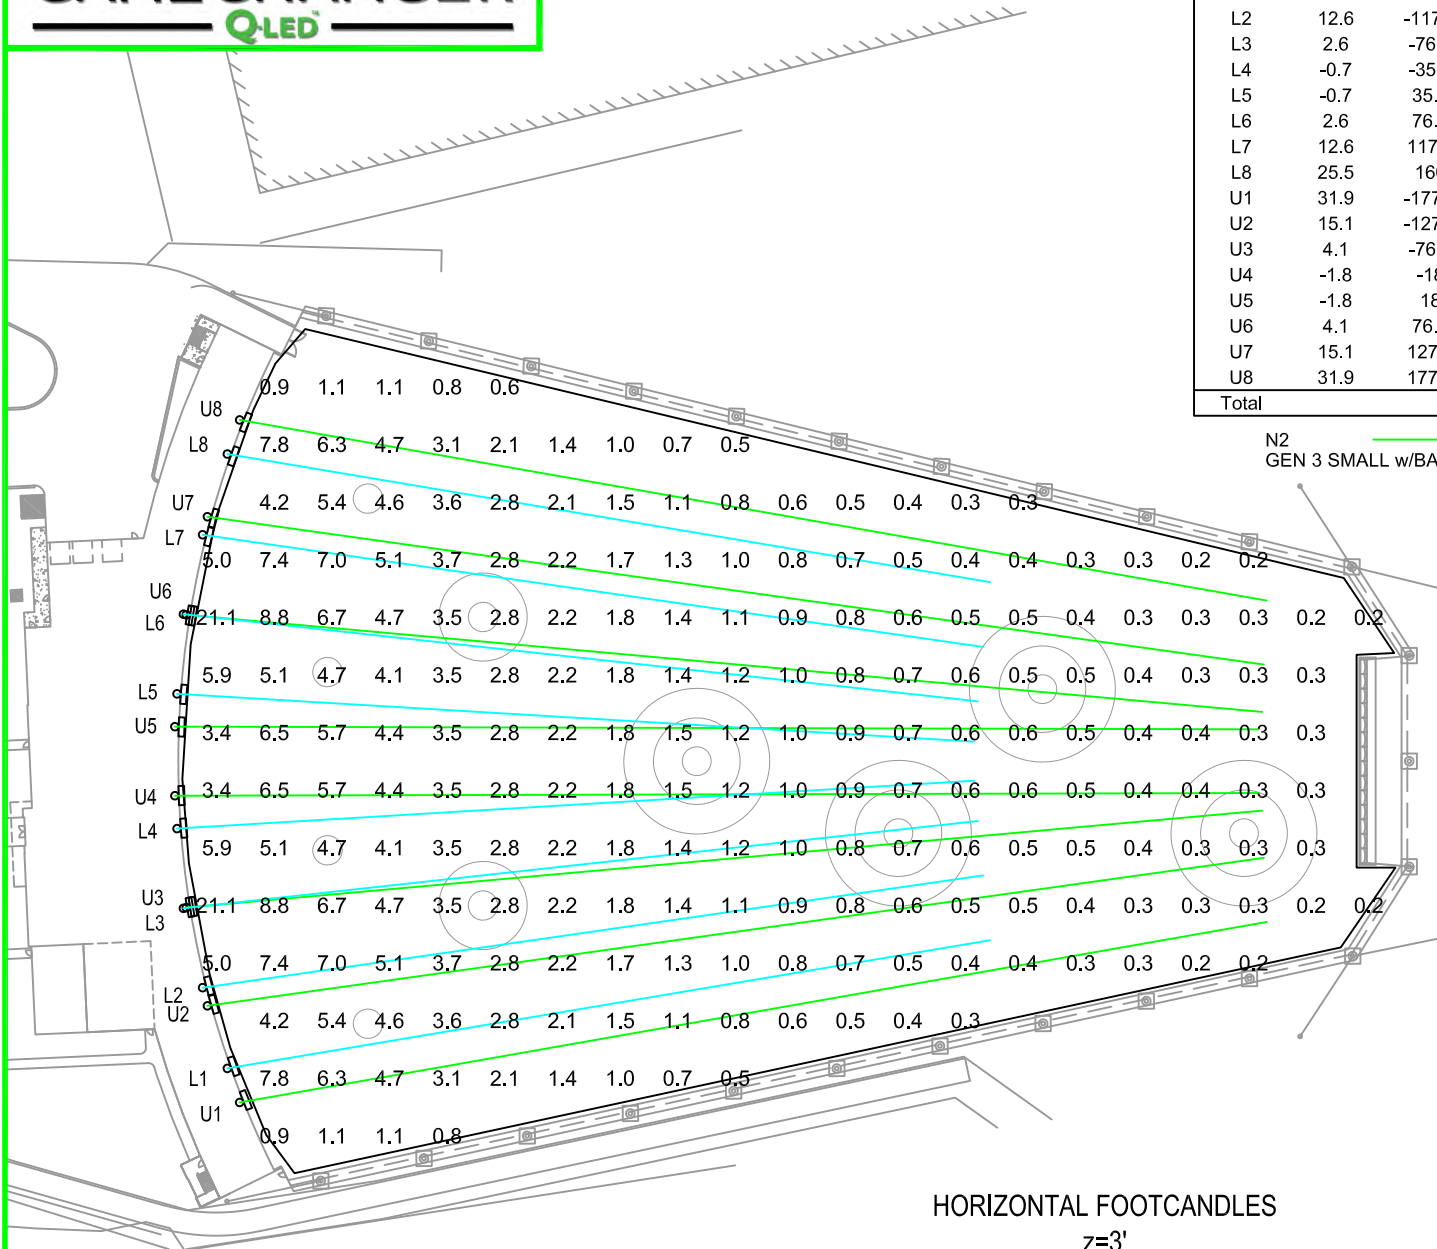 Q-LED
L2 12.6 -117
L3 2.6 -76
L4 -0.7 -35
L5 -0.7 35.
L6 2.6 76.
L7 12.6 117
L8 25.5 160
U1 31.9 -177
U2 15.1 -127
U3 4.1 -76
U4 -1.8 -18
U5 -1.8 18
U6 4.1 76.
U7 15.1 127
U8 31.9 177
Total
N2
GEN 3 SMALL w/BA
0.9 1.1 1.1 0.8 0.6
U8
L8 7.8 6.3 4.7 3.1 2.1 1.4 1.0 0.7 0.5
U7 4.2 5.4 4.6 3.6 2.8 2.1 1.5 1.1 0.8 0.6 0.5 0.4 0.3 0.3
L7
5.0 7.4 7.0 5.1 3.7 2.8 2.2 1.7 1.3 1.0 0.8 0.7 0.5 0.4 0.4 0.3 0.3 0.2 0.2
U6
L6 21.1 8.8 6.7 4.7 3.5 2.8 2.2 1.8 1.4 1.1 0.9 0.8 0.6 0.5 0.5 0.4 0.3 0.3 0.3 0.2 0.2
5.9 5.1 4.7 4.1 3.5 2.8 2.2 1.8 1.4 1.2 1.0 0.8 0.7 0.6 0.5 0.5 0.4 0.3 0.3 0.3
L5
U5 3.4 6.5 5.7 4.4 3.5 2.8 2.2 1.8 1.5 1.2 1.0 0.9 0.7 0.6 0.6 0.5 0.4 0.4 0.3 0.3
U4 3.4 6.5 5.7 4.4 3.5 2.8 2.2 1.8 1.5 1.2 1.0 0.9 0.7 0.6 0.6 0.5 0.4 0.4 0.3 0.3
L4
5.9 5.1 4.7 4.1 3.5 2.8 2.2 1.8 1.4 1.2 1.0 0.8 0.7 0.6 0.5 0.5 0.4 0.3 0.3 0.3
U3 21.1 8.8 6.7 4.7 3.5 2.8 2.2 1.8 1.4 1.1 0.9 0.8 0.6 0.5 0.5 0.4 0.3 0.3 0.3 0.2 0.2
L3
5.0 7.4 7.0 5.1 3.7 2.8 2.2 1.7 1.3 1.0 0.8 0.7 0.5 0.4 0.4 0.3 0.3 0.2 0.2
L2
U2 4.2 5.4 4.6 3.6 2.8 2.1 1.5 1.1 0.8 0.6 0.5 0.4 0.3
L1 7.8 6.3 4.7 3.1 2.1 1.4 1.0 0.7 0.5
U1
0.9 1.1 1.1 0.8
HORIZONTAL FOOTCANDLES
z=3'